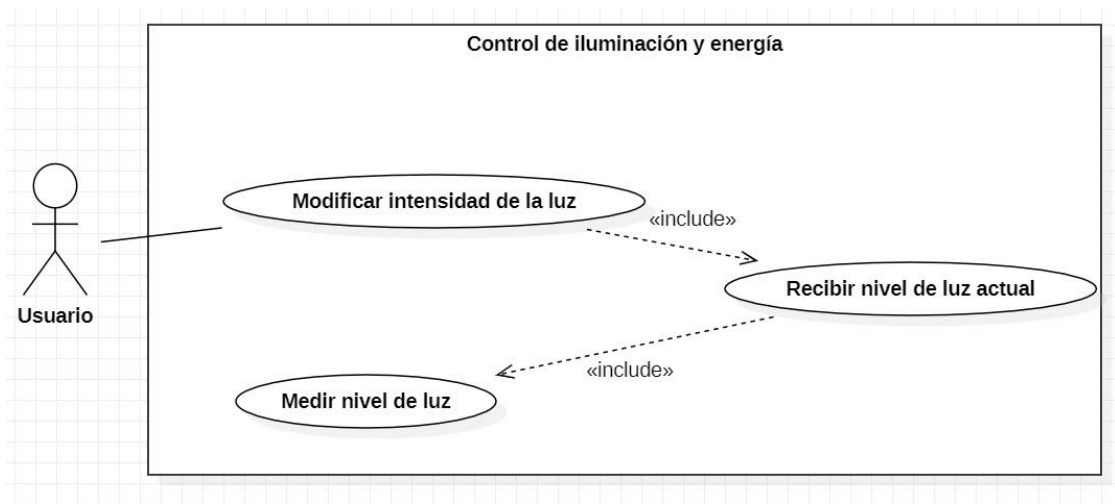 Control de iluminación y energía
Modificar intensidad de la luz
«include»
Recibir nivel de luz actual
Usuario
«include»
Medir nivel de luz